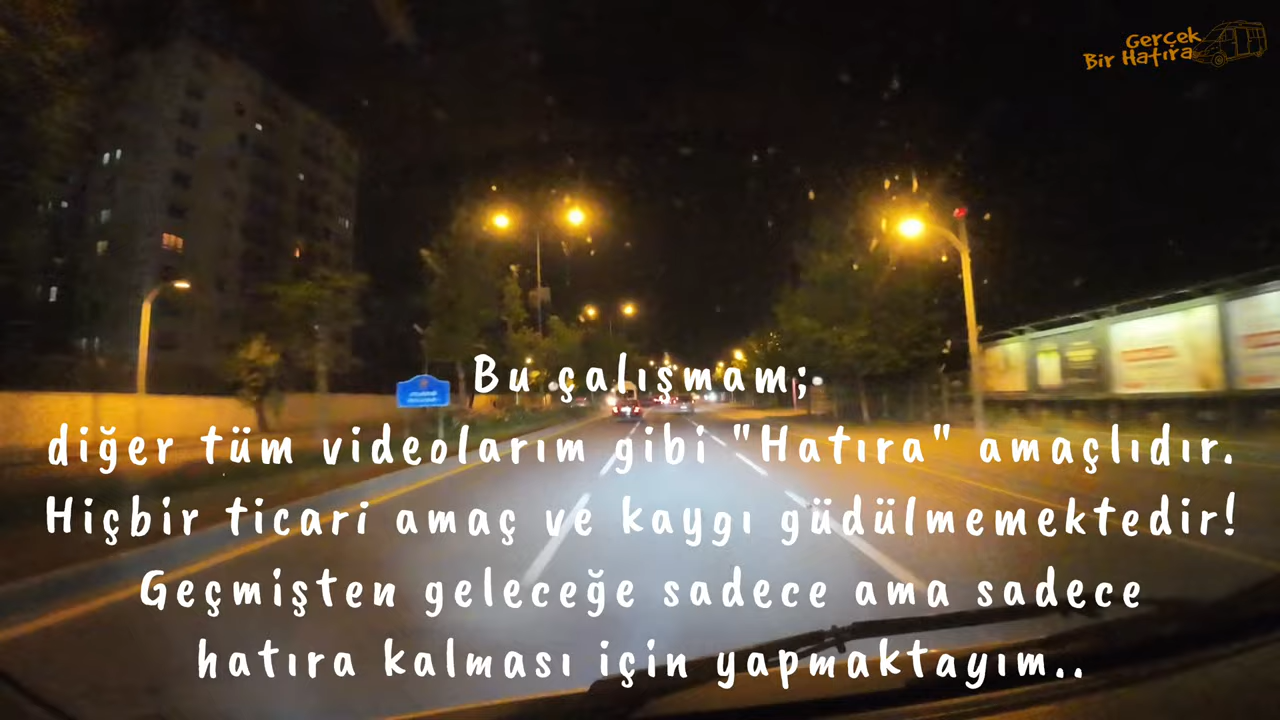 Gerçek
Bir Hatıra
Bu çalışmam;
diğer tüm videolarım gibi "Hatıra" amaçlıdır.
Hiçbir ticari amaç ve kaygı güdülmemektedir!
Geçmişten geleceğe sadece ama sadece
hatıra kalması için yapmaktayım..